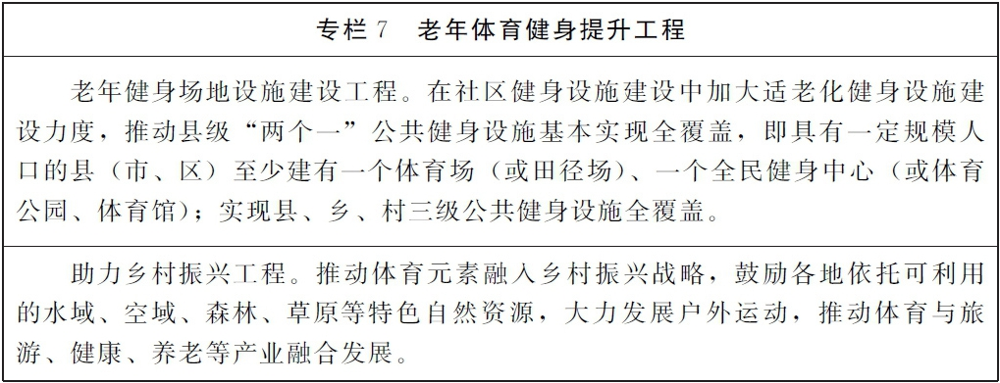 专栏 7　老年体育健身提升工程
老年健身场地设施建设工程。在社区健身设施建设中加大适老化健身设施建
设力度，推动县级“两个一”公共健身设施基本实现全覆盖，即具有一定规模人
口的县（市、区）至少建有一个体育场（或田径场）、一个全民健身中心（或体育
公园、体育馆）；实现县、乡、村三级公共健身设施全覆盖。
助力乡村振兴工程。推动体育元素融入乡村振兴战略，鼓励各地依托可利用
的水域、空域、森林、草原等特色自然资源，大力发展户外运动，推动体育与旅
游、健康、养老等产业融合发展。